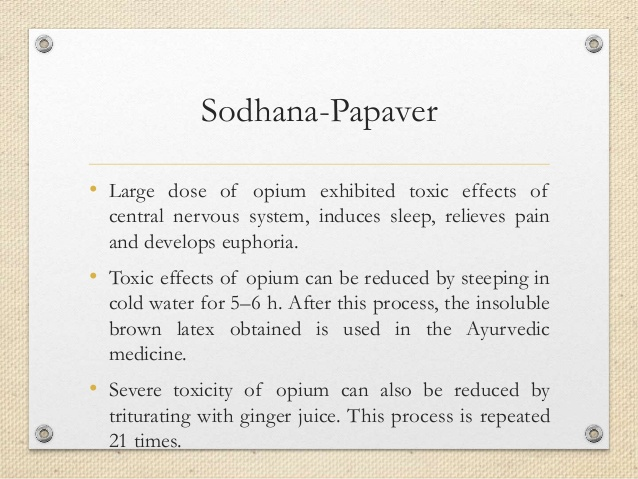 Sodhana-Papaver
• Large dose of opium exhibited toxic effects of
central nervous system, induces sleep, relieves pain
and develops euphoria.
• Toxic effects of opium can be reduced by steeping in
cold water for 5–6 h. After this process, the insoluble
brown latex obtained is used in the Ayurvedic
medicine.
• Severe toxicity of opium can also be reduced by
triturating with ginger juice. This process is repeated
21 times.